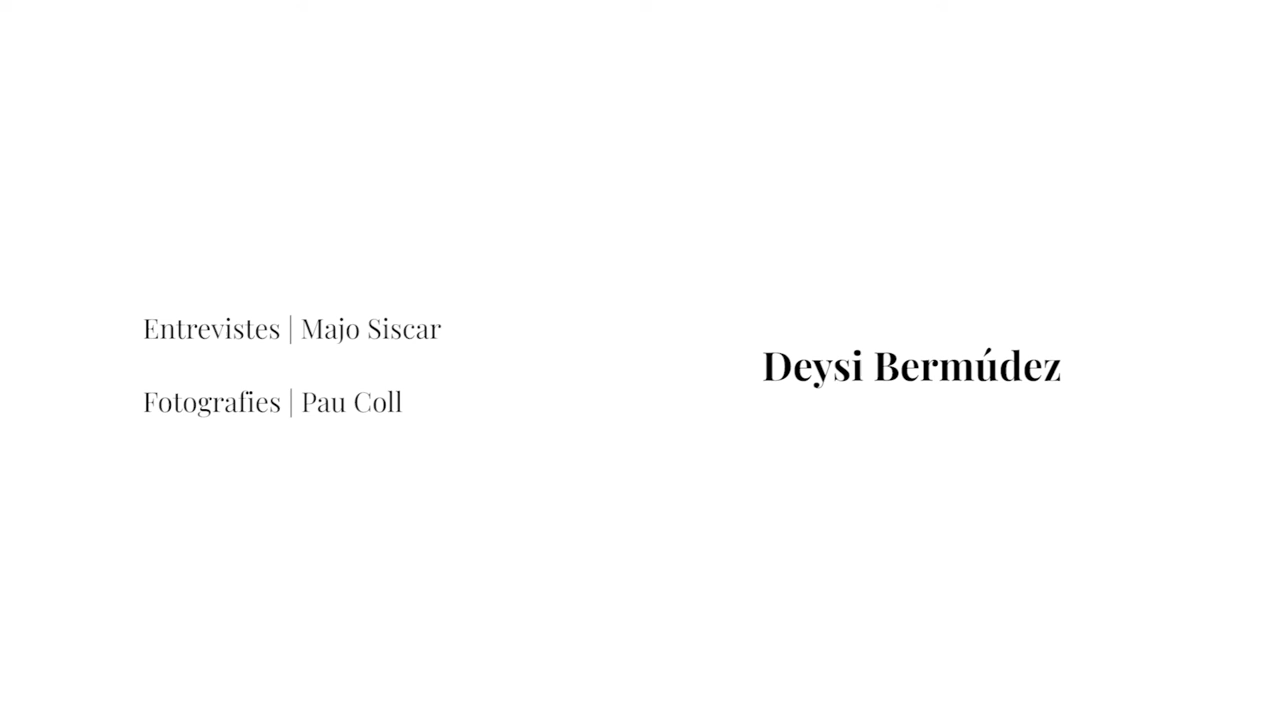 Entrevistes | Majo Siscar
Fotografies | Pau Coll
Deysi Bermúdez